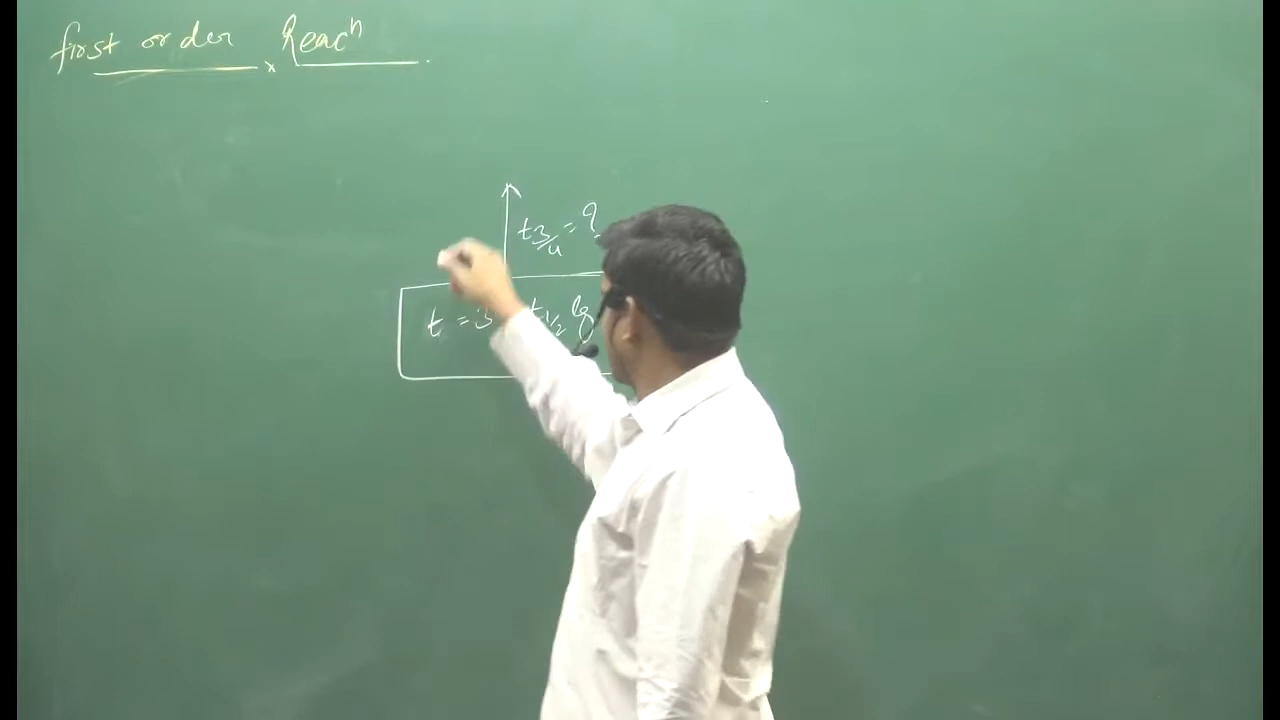 first order Reacⁿ.
t3/4 = ?
t = 3 t1/2 log